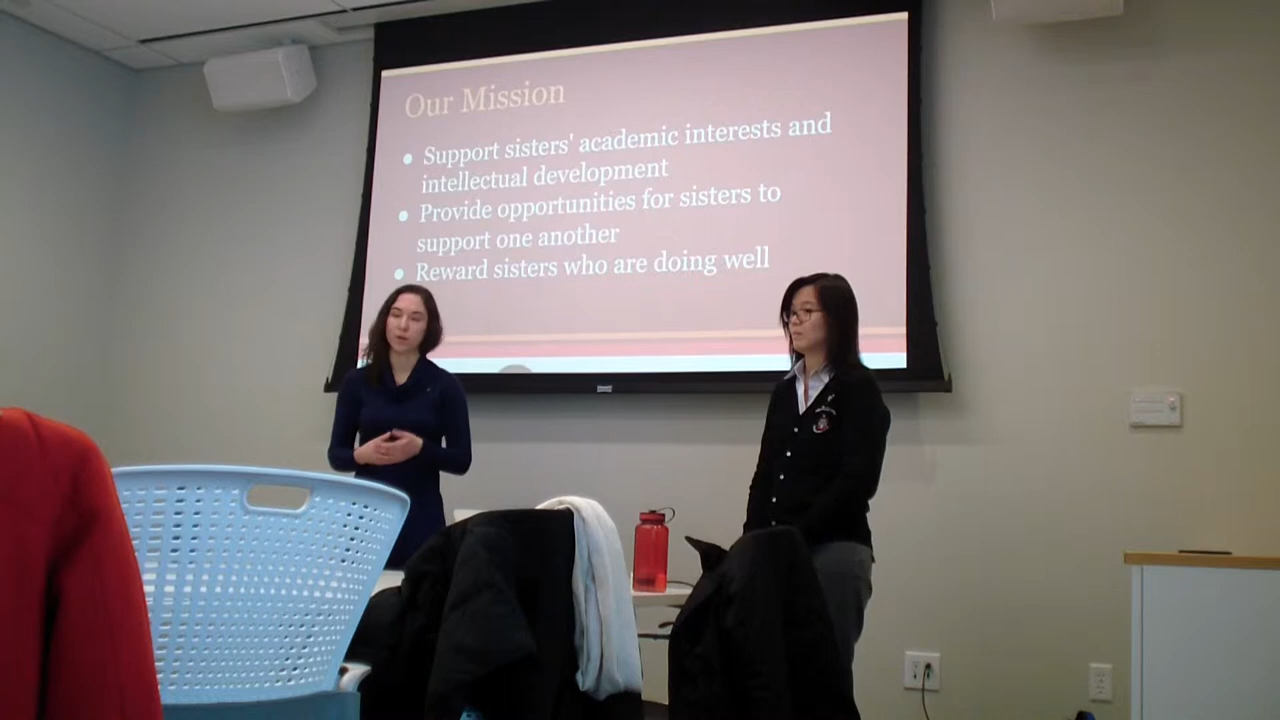 Our Mission
● Support sisters' academic interests and
intellectual development
● Provide opportunities for sisters to
support one another
● Reward sisters who are doing well